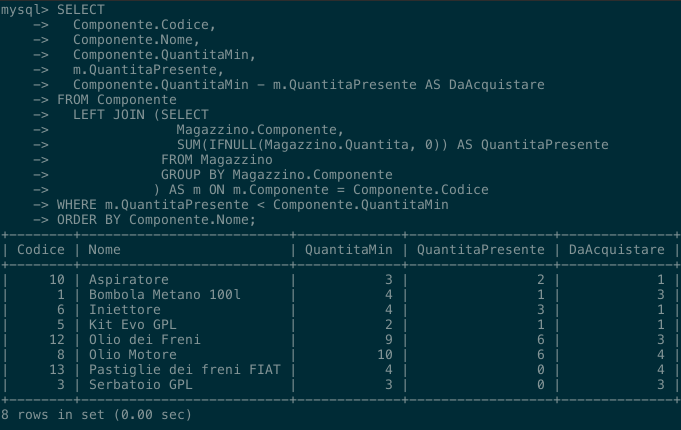 mysql> SELECT
    ->   Componente.Codice,
    ->   Componente.Nome,
    ->   Componente.QuantitaMin,
    ->   m.QuantitaPresente,
    ->   Componente.QuantitaMin - m.QuantitaPresente AS DaAcquistare
    -> FROM Componente
    ->   LEFT JOIN (SELECT
    ->                Magazzino.Componente,
    ->                SUM(IFNULL(Magazzino.Quantita, 0)) AS QuantitaPresente
    ->              FROM Magazzino
    ->              GROUP BY Magazzino.Componente
    ->             ) AS m ON m.Componente = Componente.Codice
    -> WHERE m.QuantitaPresente < Componente.QuantitaMin
    -> ORDER BY Componente.Nome;
+--------+--------------------------+-------------+------------------+--------------+
| Codice | Nome                     | QuantitaMin | QuantitaPresente | DaAcquistare |
+--------+--------------------------+-------------+------------------+--------------+
|     10 | Aspiratore               |           3 |                2 |            1 |
|      1 | Bombola Metano 100l      |           4 |                1 |            3 |
|      6 | Iniettore                |           4 |                3 |            1 |
|      5 | Kit Evo GPL              |           2 |                1 |            1 |
|     12 | Olio dei Freni           |           9 |                6 |            3 |
|      8 | Olio Motore              |          10 |                6 |            4 |
|     13 | Pastiglie dei freni FIAT |           4 |                0 |            4 |
|      3 | Serbatoio GPL            |           3 |                0 |            3 |
+--------+--------------------------+-------------+------------------+--------------+
8 rows in set (0.00 sec)